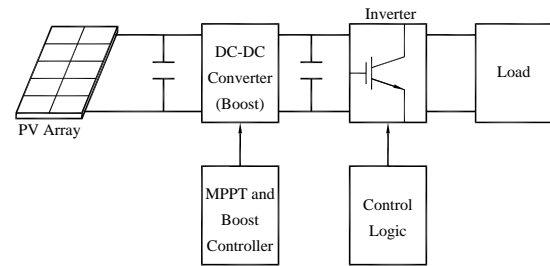 Inverter
DC-DC
Converter
(Boost)
Load
PV Array
MPPT and
Boost
Controller
Control
Logic